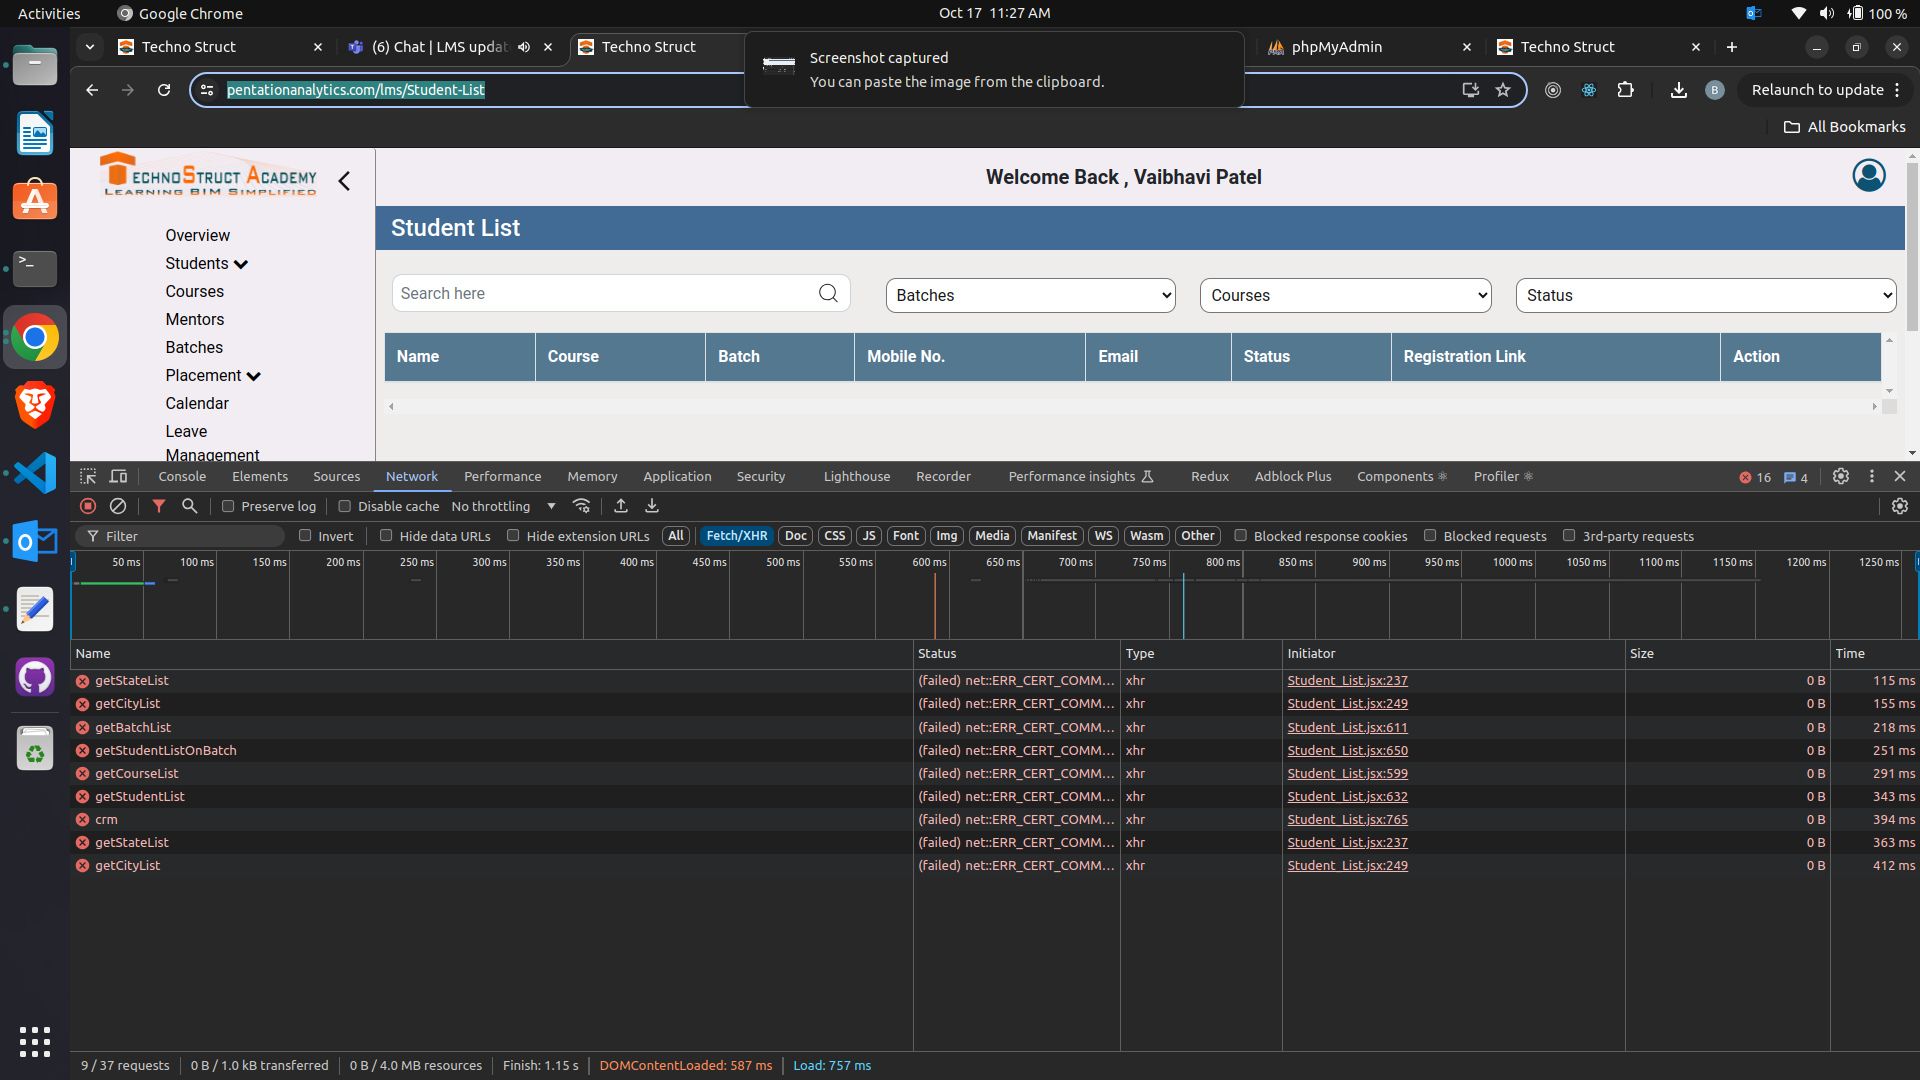 Activities
Google Chrome
Oct 17 11:27 AM
100 %
Techno Struct
(6) Chat | LMS updat
Techno Struct
phpMyAdmin
Techno Struct
Screenshot captured
You can paste the image from the clipboard.
pentationanalytics.com/lms/Student-List
B
Relaunch to update
All Bookmarks
TECHNOSTRUCT ACADEMY
LEARNING BIM SIMPLIFIED
Welcome Back , Vaibhavi Patel
Overview
Students
Courses
Mentors
Batches
Placement
Calendar
Leave
Management
Student List
Search here
Batches
Courses
Status
Name Course Batch Mobile No. Email Status Registration Link Action
Console Elements Sources Network Performance Memory Application Security Lighthouse Recorder Performance insights Redux Adblock Plus Components Profiler 16 4
Preserve log Disable cache No throttling
Filter Invert Hide data URLs Hide extension URLs All Fetch/XHR Doc CSS JS Font Img Media Manifest WS Wasm Other Blocked response cookies Blocked requests 3rd-party requests
50 ms 100 ms 150 ms 200 ms 250 ms 300 ms 350 ms 400 ms 450 ms 500 ms 550 ms 600 ms 650 ms 700 ms 750 ms 800 ms 850 ms 900 ms 950 ms 1000 ms 1050 ms 1100 ms 1150 ms 1200 ms 1250 ms
Name Status Type Initiator Size Time
getStateList (failed) net::ERR_CERT_COMM... xhr Student_List.jsx:237 0 B 115 ms
getCityList (failed) net::ERR_CERT_COMM... xhr Student_List.jsx:249 0 B 155 ms
getBatchList (failed) net::ERR_CERT_COMM... xhr Student_List.jsx:611 0 B 218 ms
getStudentListOnBatch (failed) net::ERR_CERT_COMM... xhr Student_List.jsx:650 0 B 251 ms
getCourseList (failed) net::ERR_CERT_COMM... xhr Student_List.jsx:599 0 B 291 ms
getStudentList (failed) net::ERR_CERT_COMM... xhr Student_List.jsx:632 0 B 343 ms
crm (failed) net::ERR_CERT_COMM... xhr Student_List.jsx:765 0 B 394 ms
getStateList (failed) net::ERR_CERT_COMM... xhr Student_List.jsx:237 0 B 363 ms
getCityList (failed) net::ERR_CERT_COMM... xhr Student_List.jsx:249 0 B 412 ms
9 / 37 requests 0 B / 1.0 kB transferred 0 B / 4.0 MB resources Finish: 1.15 s DOMContentLoaded: 587 ms Load: 757 ms